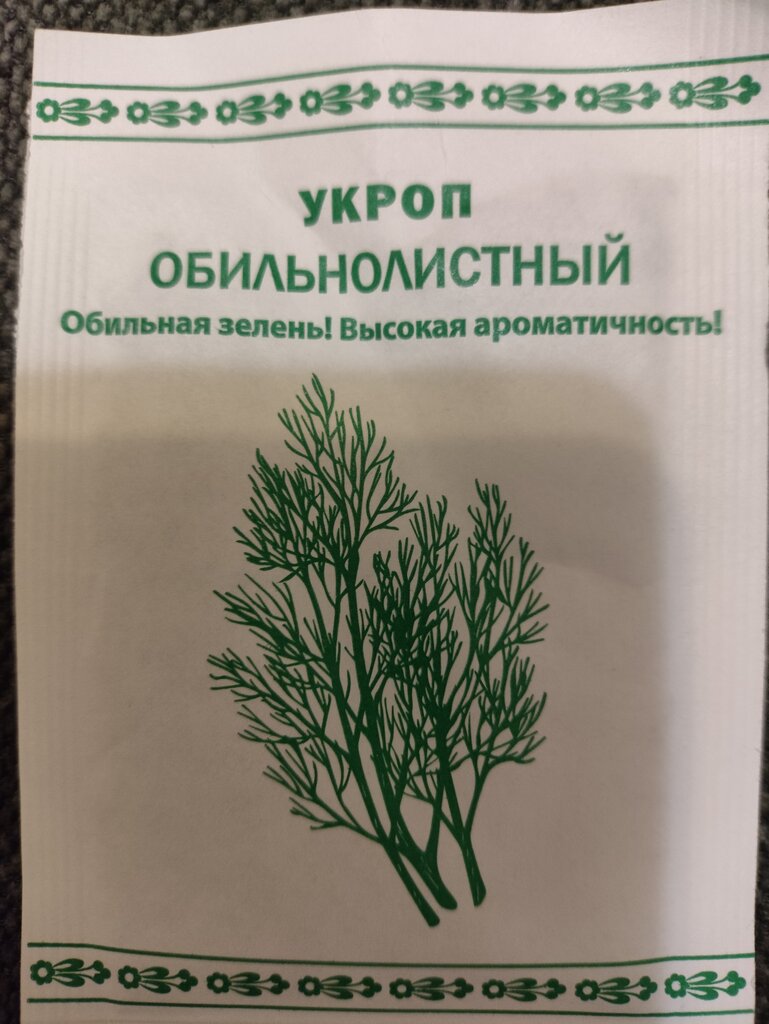 УКРОП
ОБИЛЬНОЛИСТНЫЙ
Обильная зелень! Высокая ароматичность!